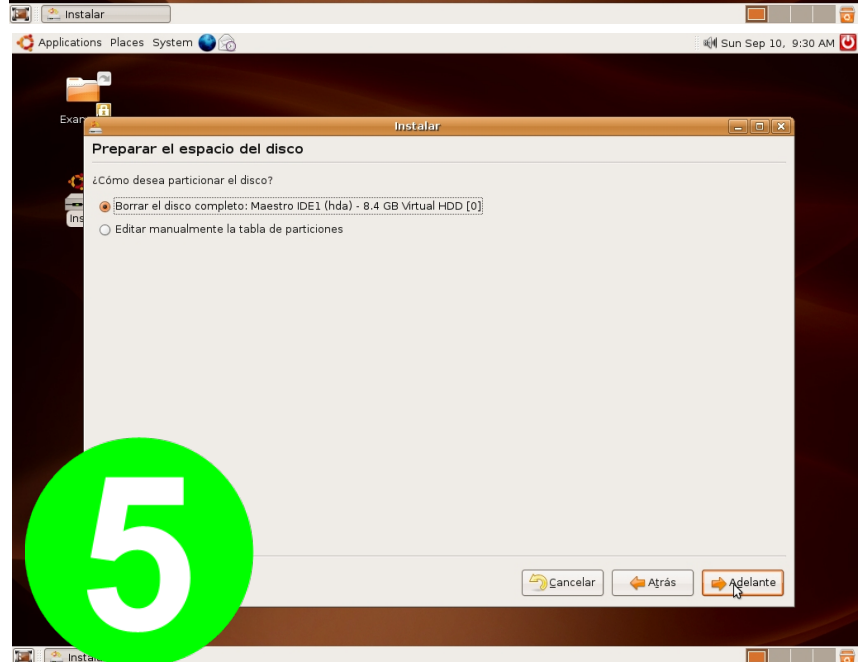 Instalar
Applications Places System
Sun Sep 10, 9:30 AM
Instalar
Preparar el espacio del disco
¿Cómo desea particionar el disco?
Borrar el disco completo: Maestro IDE1 (hda) - 8.4 GB Virtual HDD [0]
Editar manualmente la tabla de particiones
5
Cancelar
Atrás
Adelante